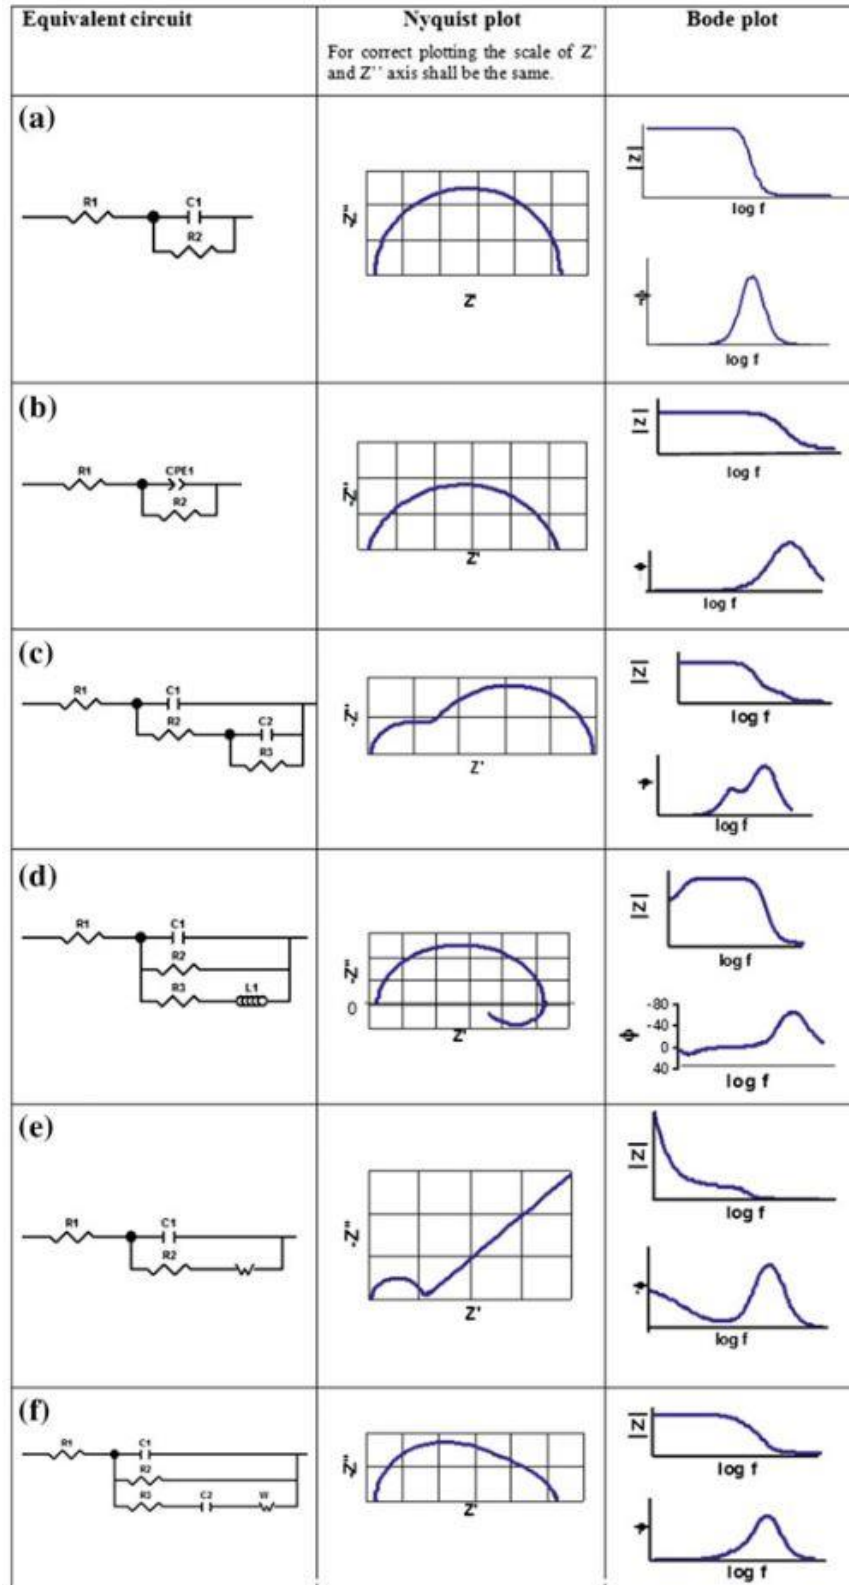 Equivalent circuit
Nyquist plot
For correct plotting the scale of Z'
and Z'' axis shall be the same.
Bode plot
(a)
R1
C1
R2
-Z''
Z'
|Z|
log f
-ϕ
log f
(b)
R1
CPE1
R2
-Z''
Z'
|Z|
log f
-ϕ
log f
(c)
R1
C1
R2
C2
R3
-Z''
Z'
|Z|
log f
-ϕ
log f
(d)
R1
C1
R2
R3
L1
-Z''
0
Z'
|Z|
log f
ϕ
-80
-40
0
40
log f
(e)
R1
C1
R2
W
-Z''
Z'
|Z|
log f
-ϕ
log f
(f)
R1
C1
R2
R3
C2
W
-Z''
Z'
|Z|
log f
-ϕ
log f